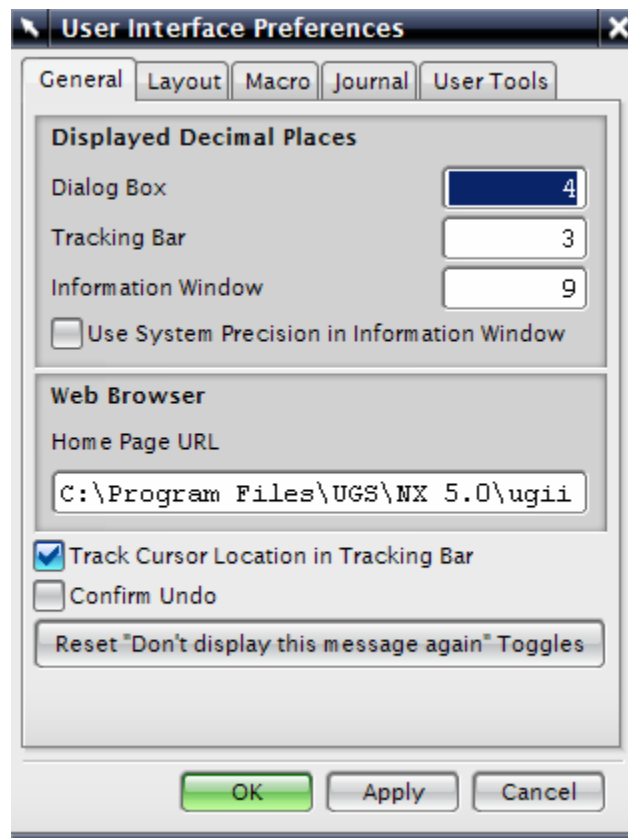 User Interface Preferences
General Layout Macro Journal User Tools
Displayed Decimal Places
Dialog Box 4
Tracking Bar 3
Information Window 9
Use System Precision in Information Window
Web Browser
Home Page URL
C:\Program Files\UGS\NX 5.0\ugii
Track Cursor Location in Tracking Bar
Confirm Undo
Reset "Don't display this message again" Toggles
OK Apply Cancel